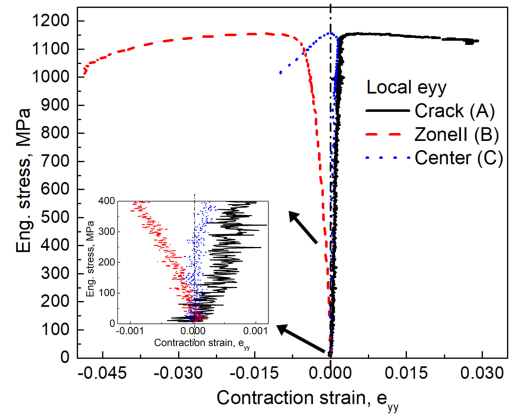 1200
1100
1000
900
800
700
600
500
400
300
200
100
0
Eng. stress, MPa
Local eyy
Crack (A)
ZoneII (B)
Center (C)
400
300
200
100
0
Eng. stress, MPa
-0.001 0.000 0.001
Contraction strain, eyy
-0.045 -0.030 -0.015 0.000 0.015 0.030
Contraction strain, eyy